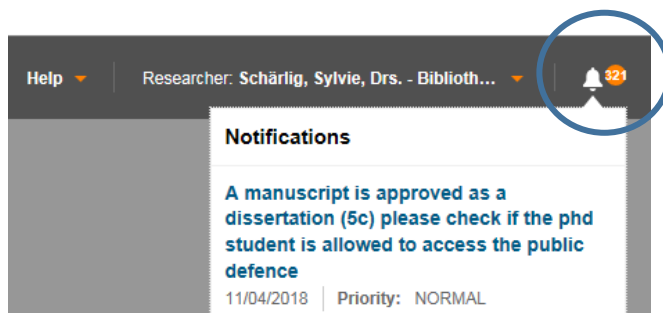 Help
Researcher: Schärlig, Sylvie, Drs. - Biblioth...
321
Notifications
A manuscript is approved as a
dissertation (5c) please check if the phd
student is allowed to access the public
defence
11/04/2018 Priority: NORMAL